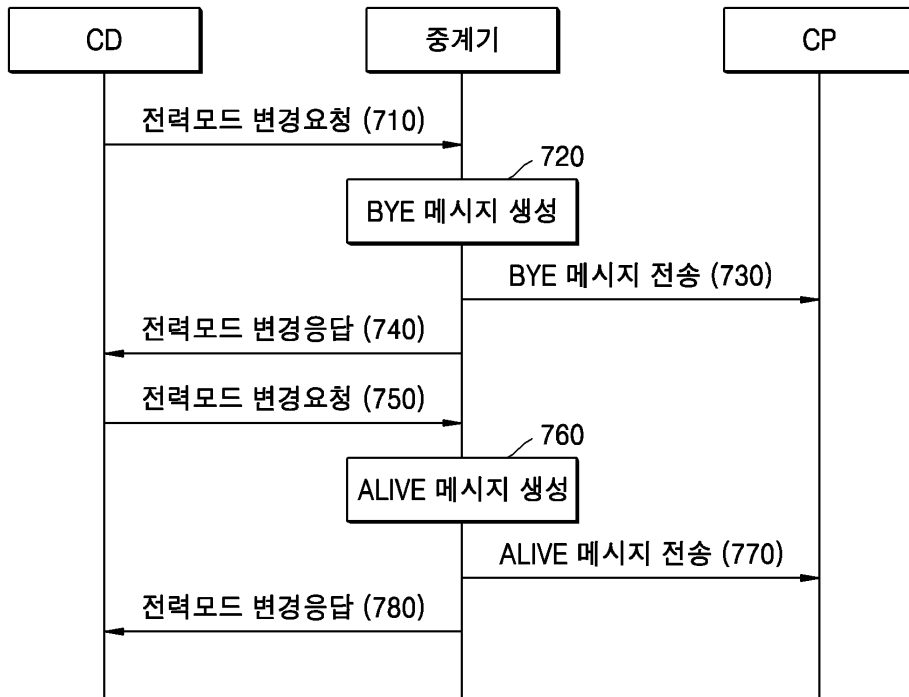 CD
중계기
CP
전력모드 변경요청 (710)
720
BYE 메시지 생성
BYE 메시지 전송 (730)
전력모드 변경응답 (740)
전력모드 변경요청 (750)
760
ALIVE 메시지 생성
ALIVE 메시지 전송 (770)
전력모드 변경응답 (780)